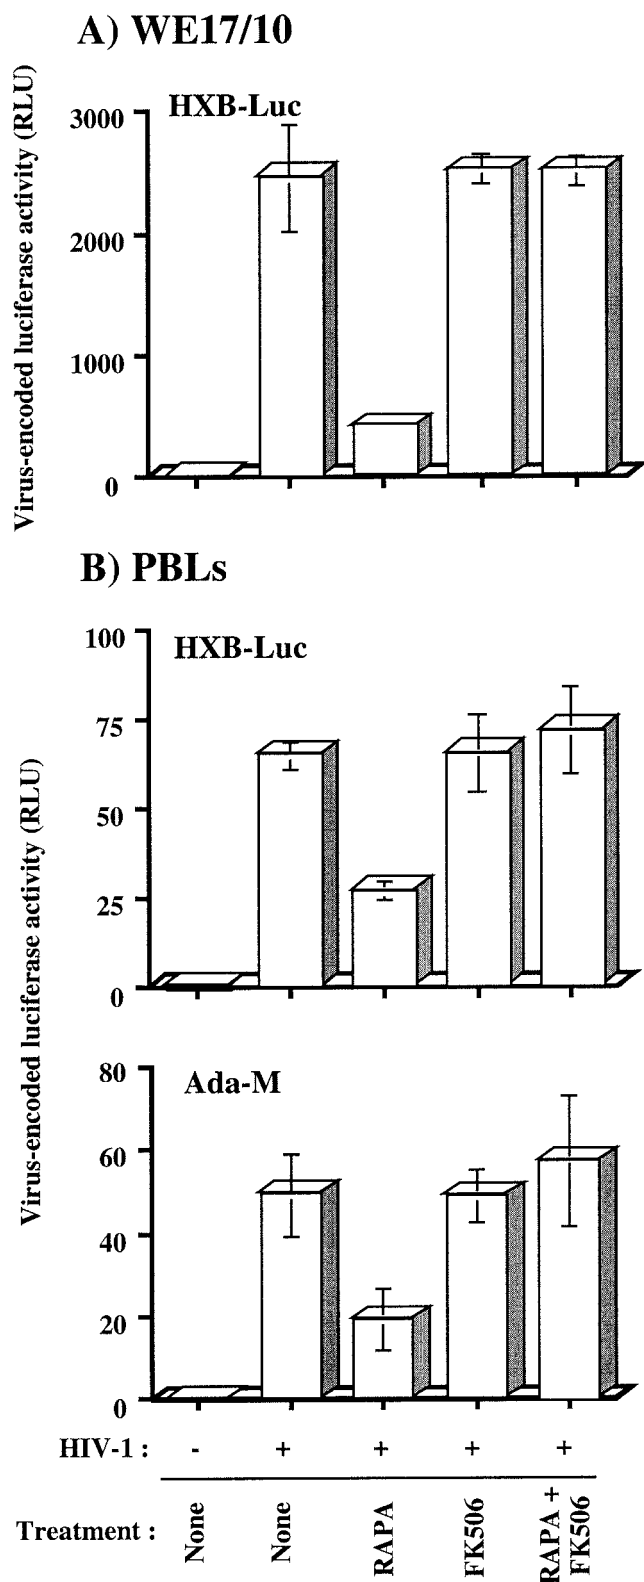 A) WE17/10
HXB-Luc
Virus-encoded luciferase activity (RLU)
3000
2000
1000
0
B) PBLs
HXB-Luc
Virus-encoded luciferase activity (RLU)
100
75
50
25
0
Ada-M
80
60
40
20
0
HIV-1 : - + + + +
Treatment :
None
None
RAPA
FK506
RAPA +
FK506